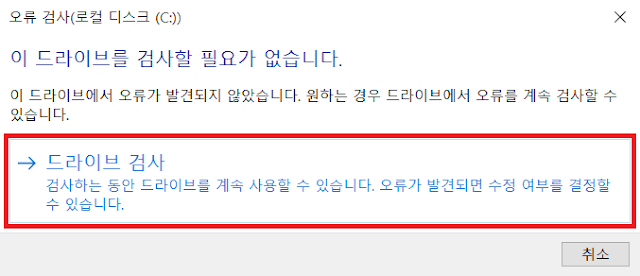 오류 검사(로컬 디스크 (C:))
이 드라이브를 검사할 필요가 없습니다.
이 드라이브에서 오류가 발견되지 않았습니다. 원하는 경우 드라이브에서 오류를 계속 검사할 수
있습니다.
드라이브 검사
검사하는 동안 드라이브를 계속 사용할 수 있습니다. 오류가 발견되면 수정 여부를 결정할
수 있습니다.
취소